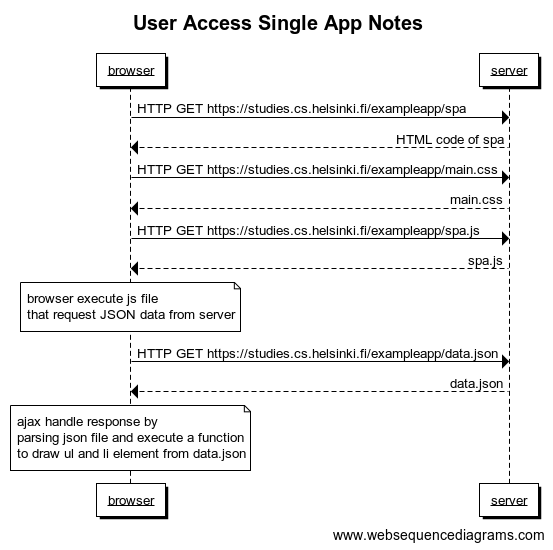 User Access Single App Notes
browser
server
HTTP GET https://studies.cs.helsinki.fi/exampleapp/spa
HTML code of spa
HTTP GET https://studies.cs.helsinki.fi/exampleapp/main.css
main.css
HTTP GET https://studies.cs.helsinki.fi/exampleapp/spa.js
spa.js
browser execute js file
that request JSON data from server
HTTP GET https://studies.cs.helsinki.fi/exampleapp/data.json
data.json
ajax handle response by
parsing json file and execute a function
to draw ul and li element from data.json
browser
server
www.websequencediagrams.com